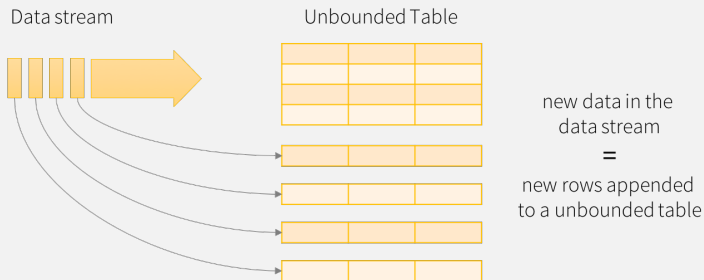 Data stream
Unbounded Table
new data in the
data stream
=
new rows appended
to a unbounded table